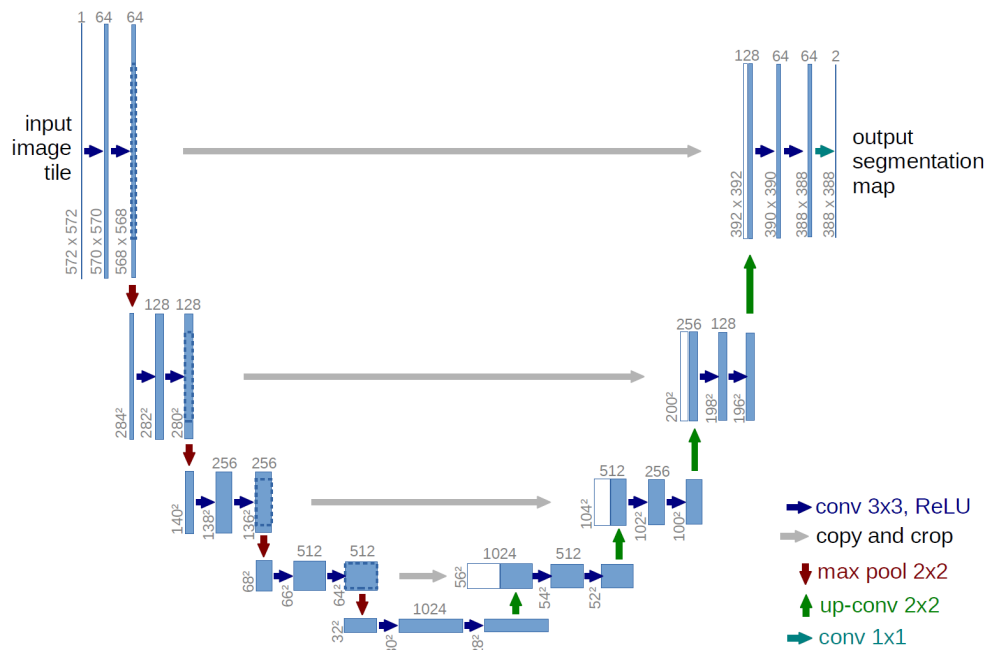 1 64 64
128 64 64 2
input
image
tile
output
segmentation
map
572 x 572
570 x 570
568 x 568
392 x 392
390 x 390
388 x 388
388 x 388
128 128
256 128
284²
282²
280²
200²
198²
196²
256 256
512 256
140²
138²
136²
104²
102²
100²
512 512
1024 512
68²
66²
64²
56²
54²
52²
1024
32²
conv 3x3, ReLU
copy and crop
max pool 2x2
up-conv 2x2
conv 1x1